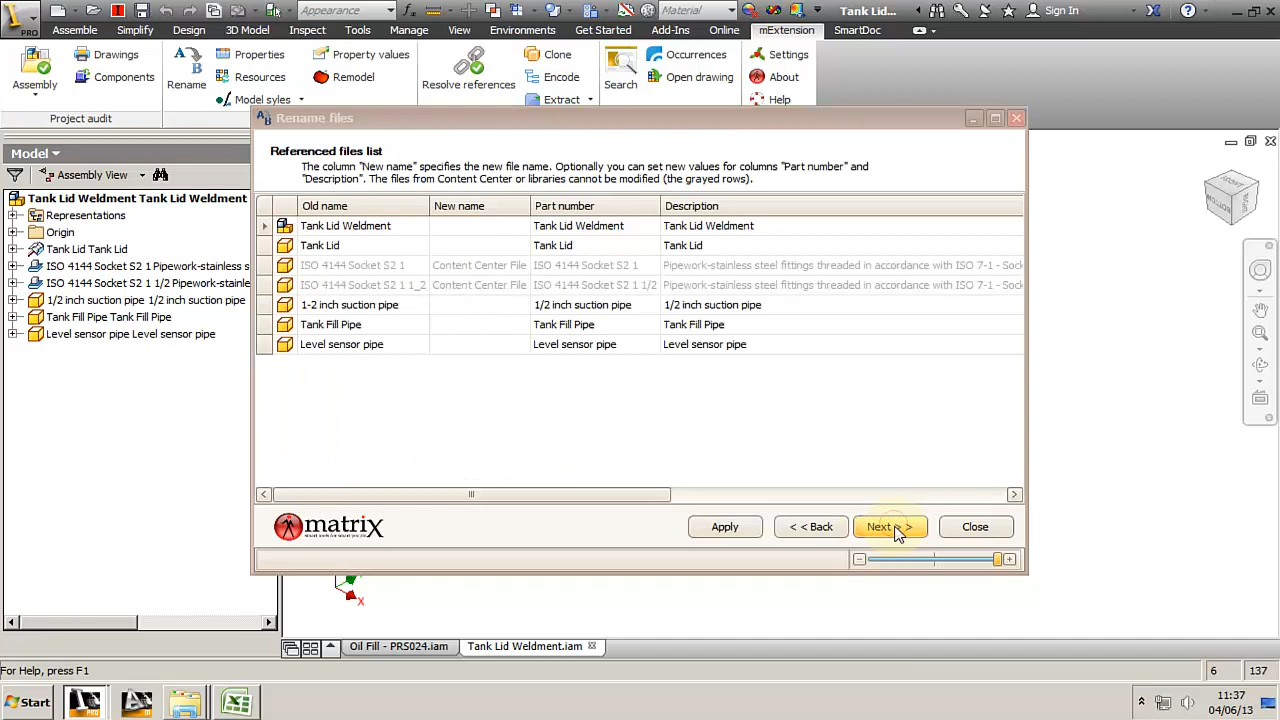 PRO
Appearance
Material
Tank Lid...
Sign In
Assembly
Simplify
Design
3D Model
Inspect
Tools
Manage
View
Environments
Get Started
Add-Ins
Online
mExtension
SmartDoc
Assembly
Drawings
Components
Project audit
Rename
Properties
Resources
Model syles
Property values
Remodel
Resolve references
Clone
Encode
Extract
Search
Occurrences
Open drawing
Settings
About
Help
Model
Assembly View
Tank Lid Weldment Tank Lid Weldment
Representations
Origin
Tank Lid Tank Lid
ISO 4144 Socket S2 1 Pipework-stainless s
ISO 4144 Socket S2 1 1/2 Pipework-stainles
1/2 inch suction pipe 1/2 inch suction pipe
Tank Fill Pipe Tank Fill Pipe
Level sensor pipe Level sensor pipe
Rename files
Referenced files list
The column "New name" specifies the new file name. Optionally you can set new values for columns "Part number" and
"Description". The files from Content Center or libraries cannot be modified (the grayed rows).
Old name New name Part number Description
Tank Lid Weldment Tank Lid Weldment Tank Lid Weldment
Tank Lid Tank Lid Tank Lid
ISO 4144 Socket S2 1 Content Center File ISO 4144 Socket S2 1 Pipework-stainless steel fittings threaded in accordance with ISO 7-1 - Sock
ISO 4144 Socket S2 1 1_2 Content Center File ISO 4144 Socket S2 1 1/2 Pipework-stainless steel fittings threaded in accordance with ISO 7-1 - Sock
1-2 inch suction pipe 1/2 inch suction pipe 1/2 inch suction pipe
Tank Fill Pipe Tank Fill Pipe Tank Fill Pipe
Level sensor pipe Level sensor pipe Level sensor pipe
matrix
smart tools for smart people
Apply
< < Back
Next > >
Close
FRONT
BOTTOM
X
Oil Fill - PRS024.iam
Tank Lid Weldment.iam
For Help, press F1
6
137
Start
PRO
11:37
04/06/13